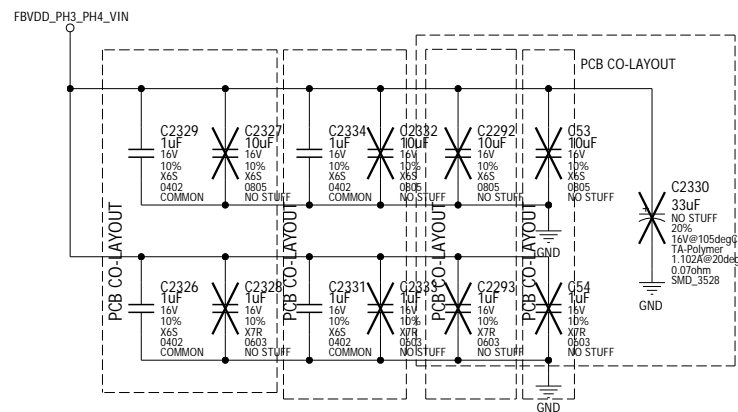 FBVDD_PH3_PH4_VIN
PCB CO-LAYOUT
C2329
1uF
16V
10%
X6S
0402
COMMON
C2327
10uF
16V
10%
X6S
0805
NO STUFF
C2334
1uF
16V
10%
X6S
0402
COMMON
C2332
10uF
16V
10%
X6S
0805
NO STUFF
C2292
10uF
16V
10%
X6S
0805
NO STUFF
C53
10uF
16V
10%
X6S
0805
NO STUFF
C2330
33uF
NO STUFF
20%
16V@105degC
TA-Polymer
1.102A@20deg
0.07ohm
SMD_3528
GND
GND
PCB CO-LAYOUT
PCB CO-LAYOUT
PCB CO-LAYOUT
PCB CO-LAYOUT
C2326
1uF
16V
10%
X6S
0402
COMMON
C2328
1uF
16V
10%
X7R
0603
NO STUFF
C2331
1uF
16V
10%
X6S
0402
COMMON
C2333
1uF
16V
10%
X7R
0603
NO STUFF
C2293
1uF
16V
10%
X7R
0603
NO STUFF
C54
1uF
16V
10%
X7R
0603
NO STUFF
GND